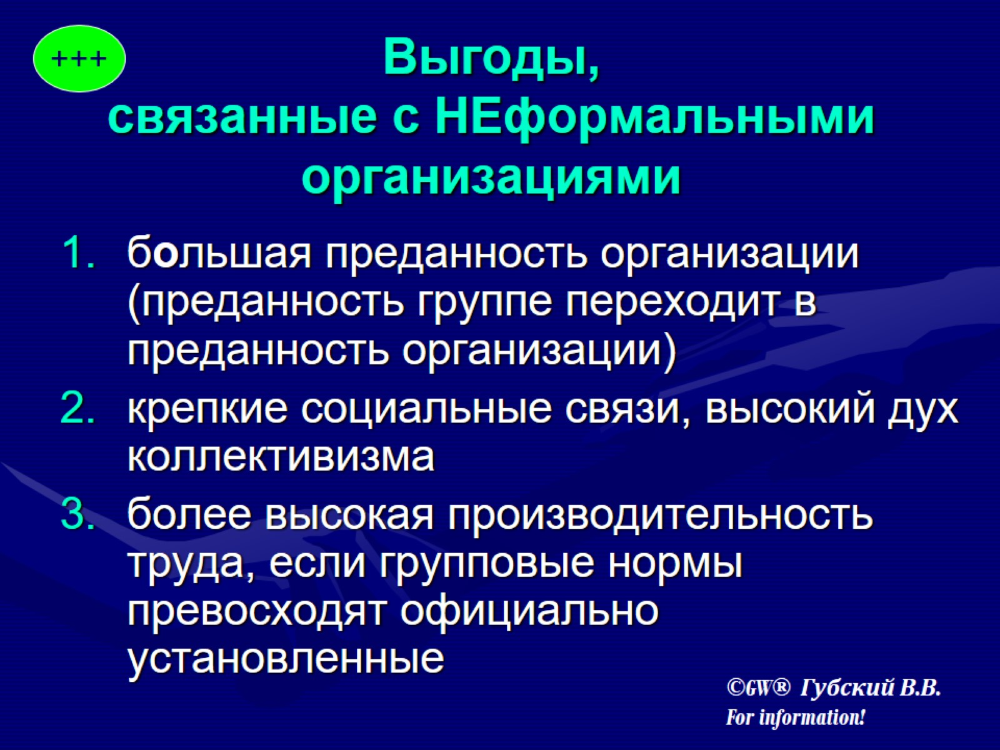 +++
Выгоды,
связанные с НЕформальными
организациями
1. большая преданность организации
(преданность группе переходит в
преданность организации)
2. крепкие социальные связи, высокий дух
коллективизма
3. более высокая производительность
труда, если групповые нормы
превосходят официально
установленные
©GW® Губский В.В.
For information!